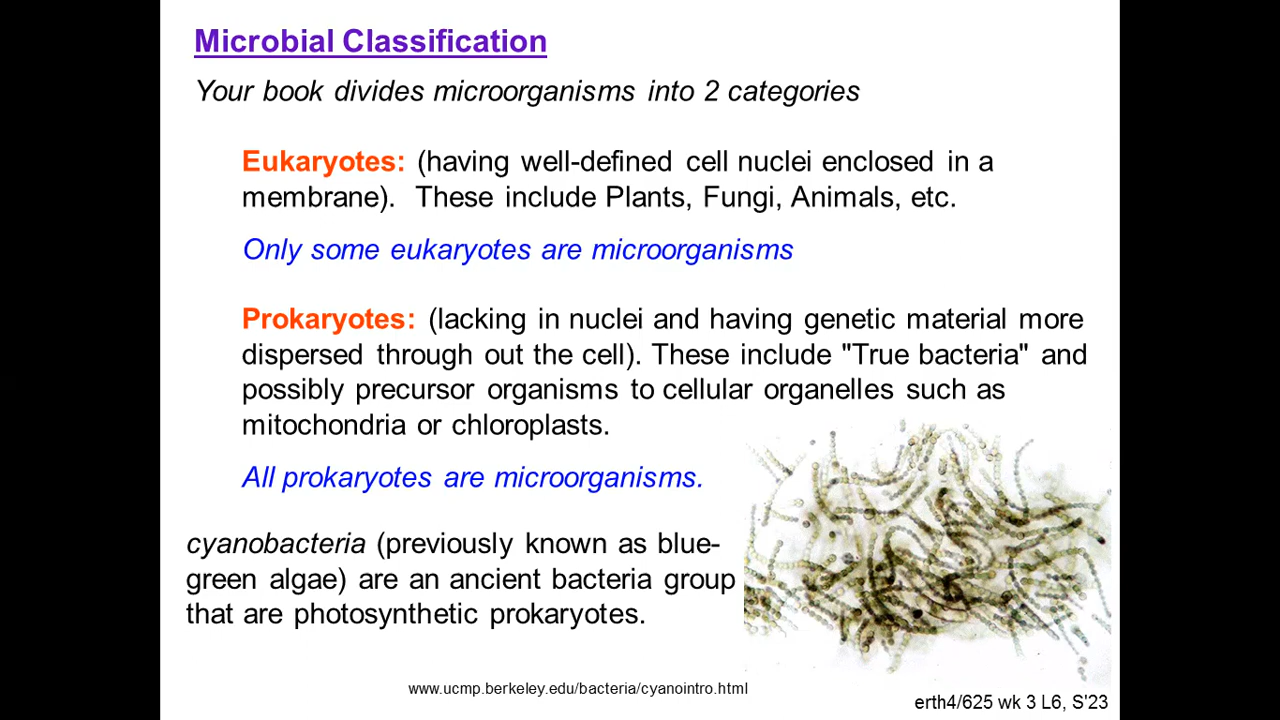 Microbial Classification
Your book divides microorganisms into 2 categories
Eukaryotes: (having well-defined cell nuclei enclosed in a
membrane). These include Plants, Fungi, Animals, etc.
Only some eukaryotes are microorganisms
Prokaryotes: (lacking in nuclei and having genetic material more
dispersed through out the cell). These include "True bacteria" and
possibly precursor organisms to cellular organelles such as
mitochondria or chloroplasts.
All prokaryotes are microorganisms.
cyanobacteria (previously known as blue-
green algae) are an ancient bacteria group
that are photosynthetic prokaryotes.
www.ucmp.berkeley.edu/bacteria/cyanointro.html
erth4/625 wk 3 L6, S'23